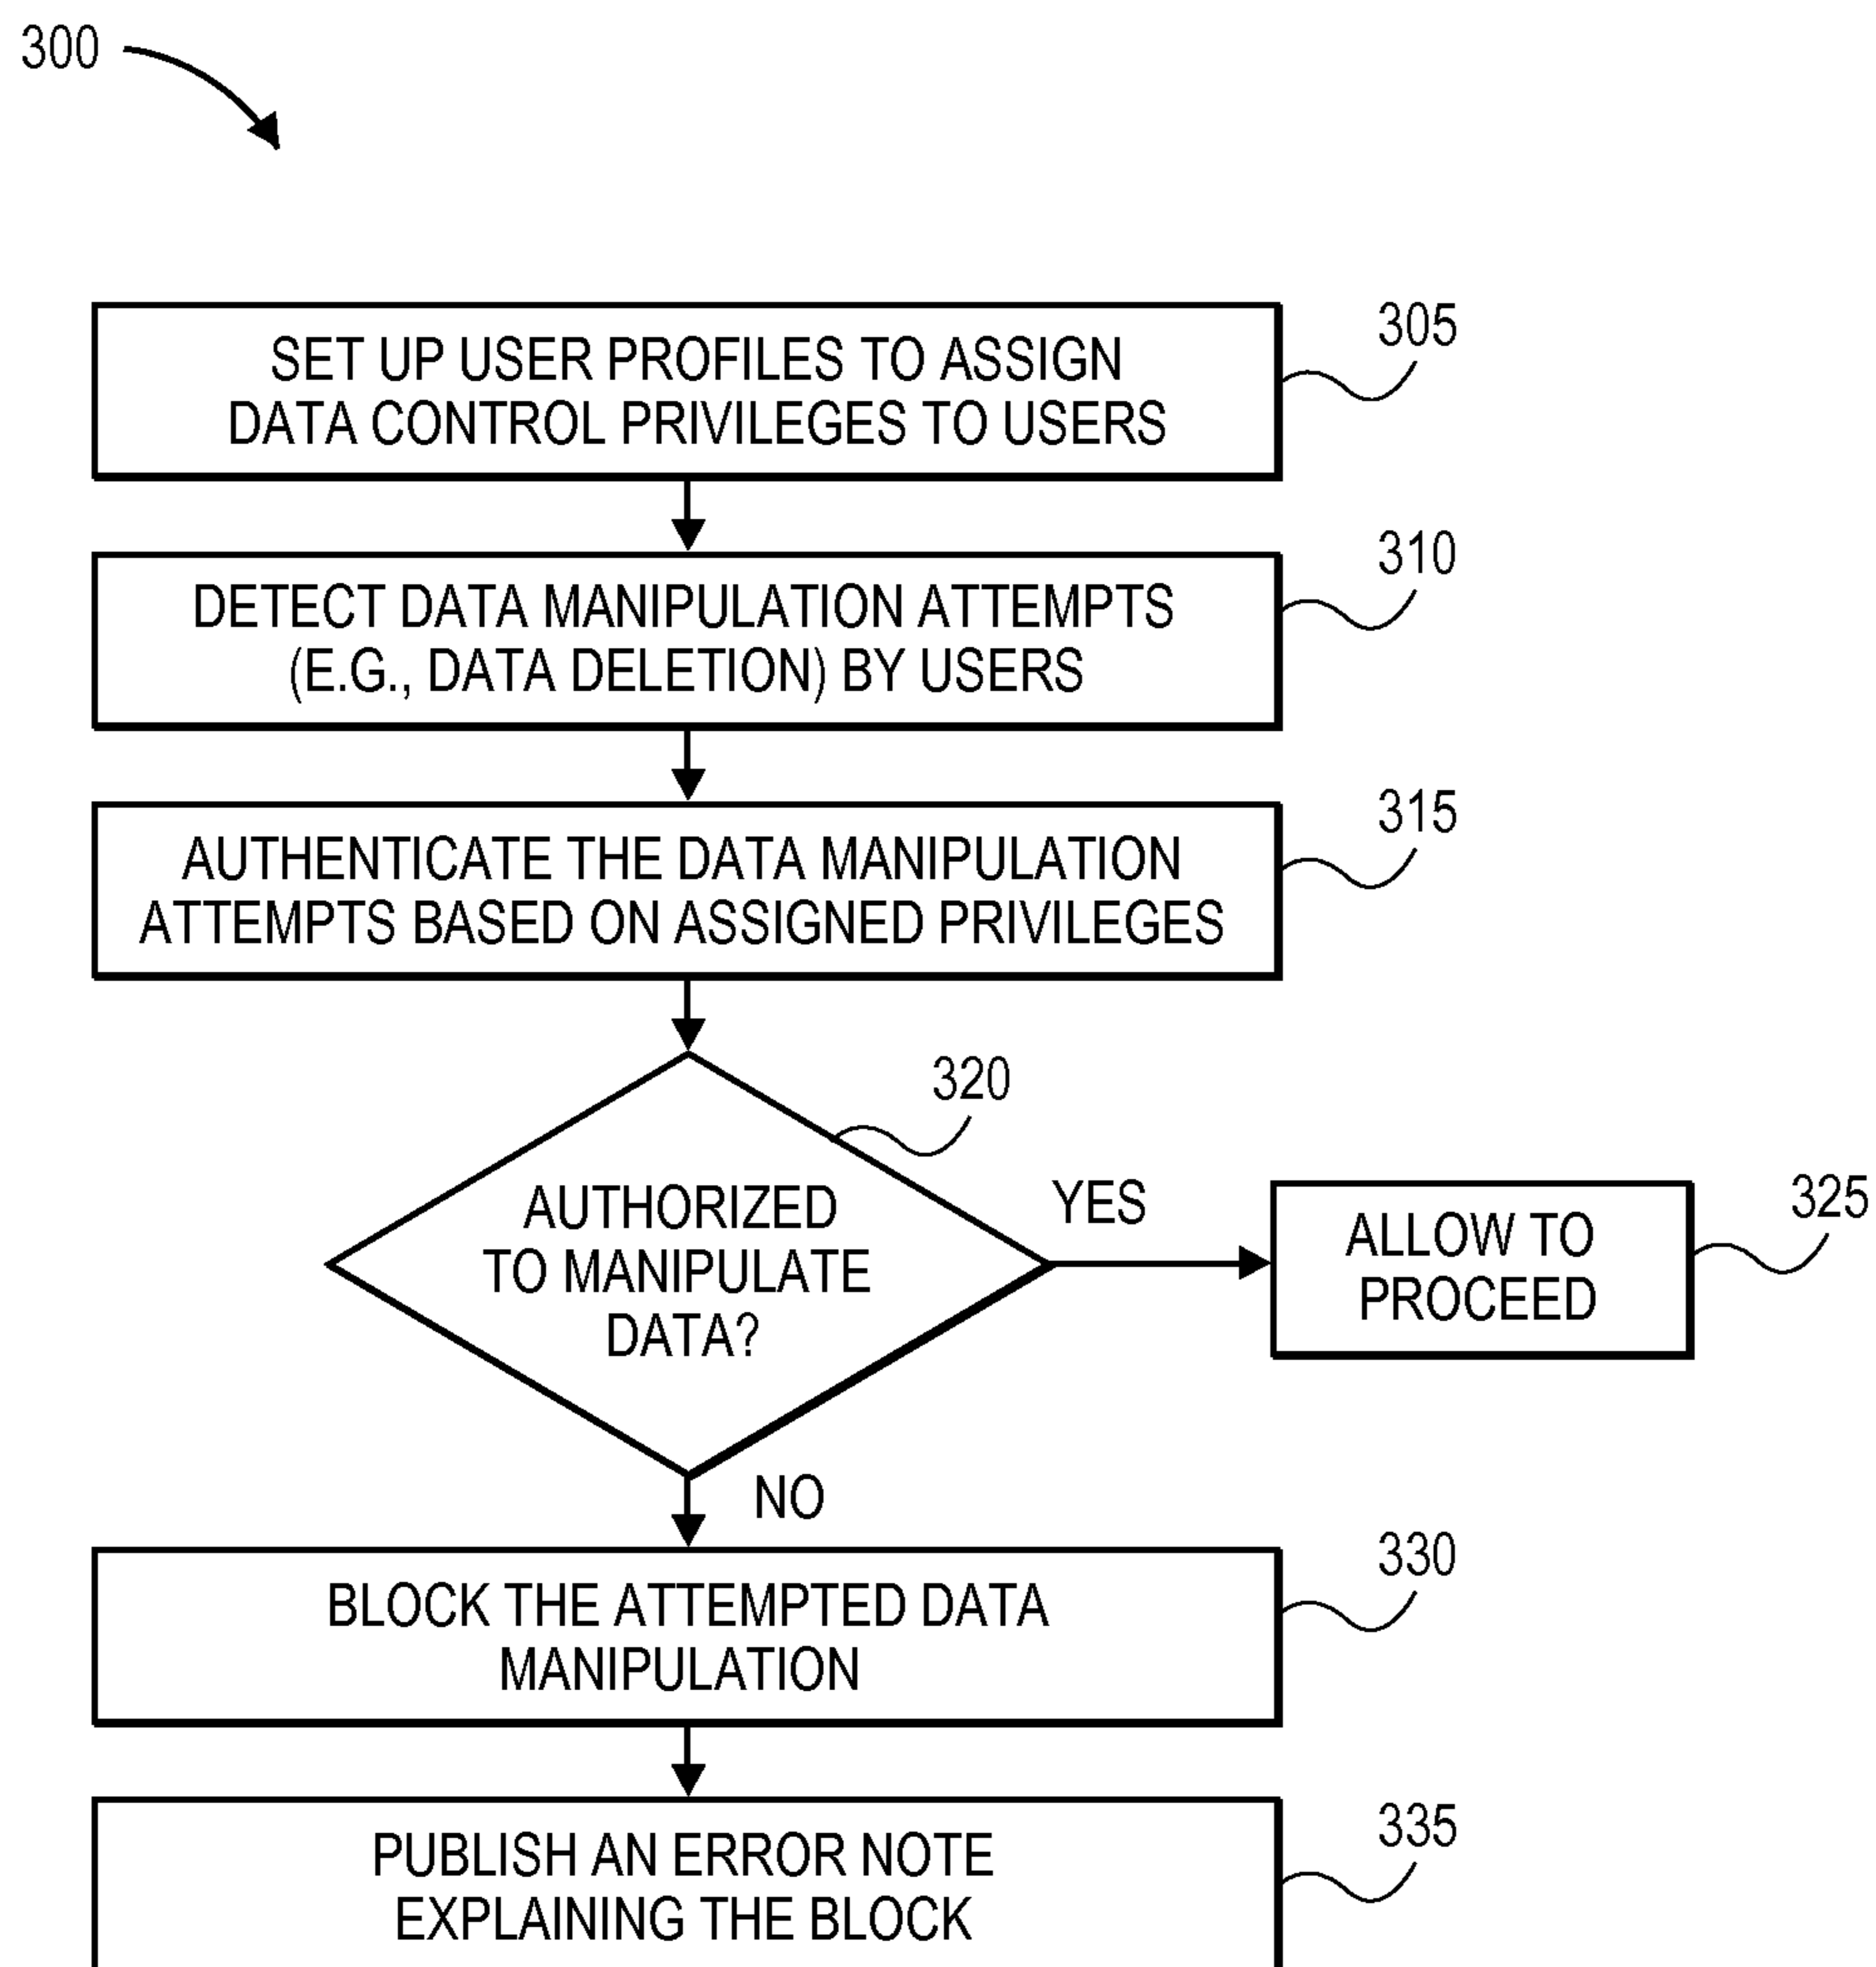 300
SET UP USER PROFILES TO ASSIGN
DATA CONTROL PRIVILEGES TO USERS
305
DETECT DATA MANIPULATION ATTEMPTS
(E.G., DATA DELETION) BY USERS
310
AUTHENTICATE THE DATA MANIPULATION
ATTEMPTS BASED ON ASSIGNED PRIVILEGES
315
320
AUTHORIZED
TO MANIPULATE
DATA?
YES
ALLOW TO
PROCEED
325
NO
BLOCK THE ATTEMPTED DATA
MANIPULATION
330
PUBLISH AN ERROR NOTE
EXPLAINING THE BLOCK
335